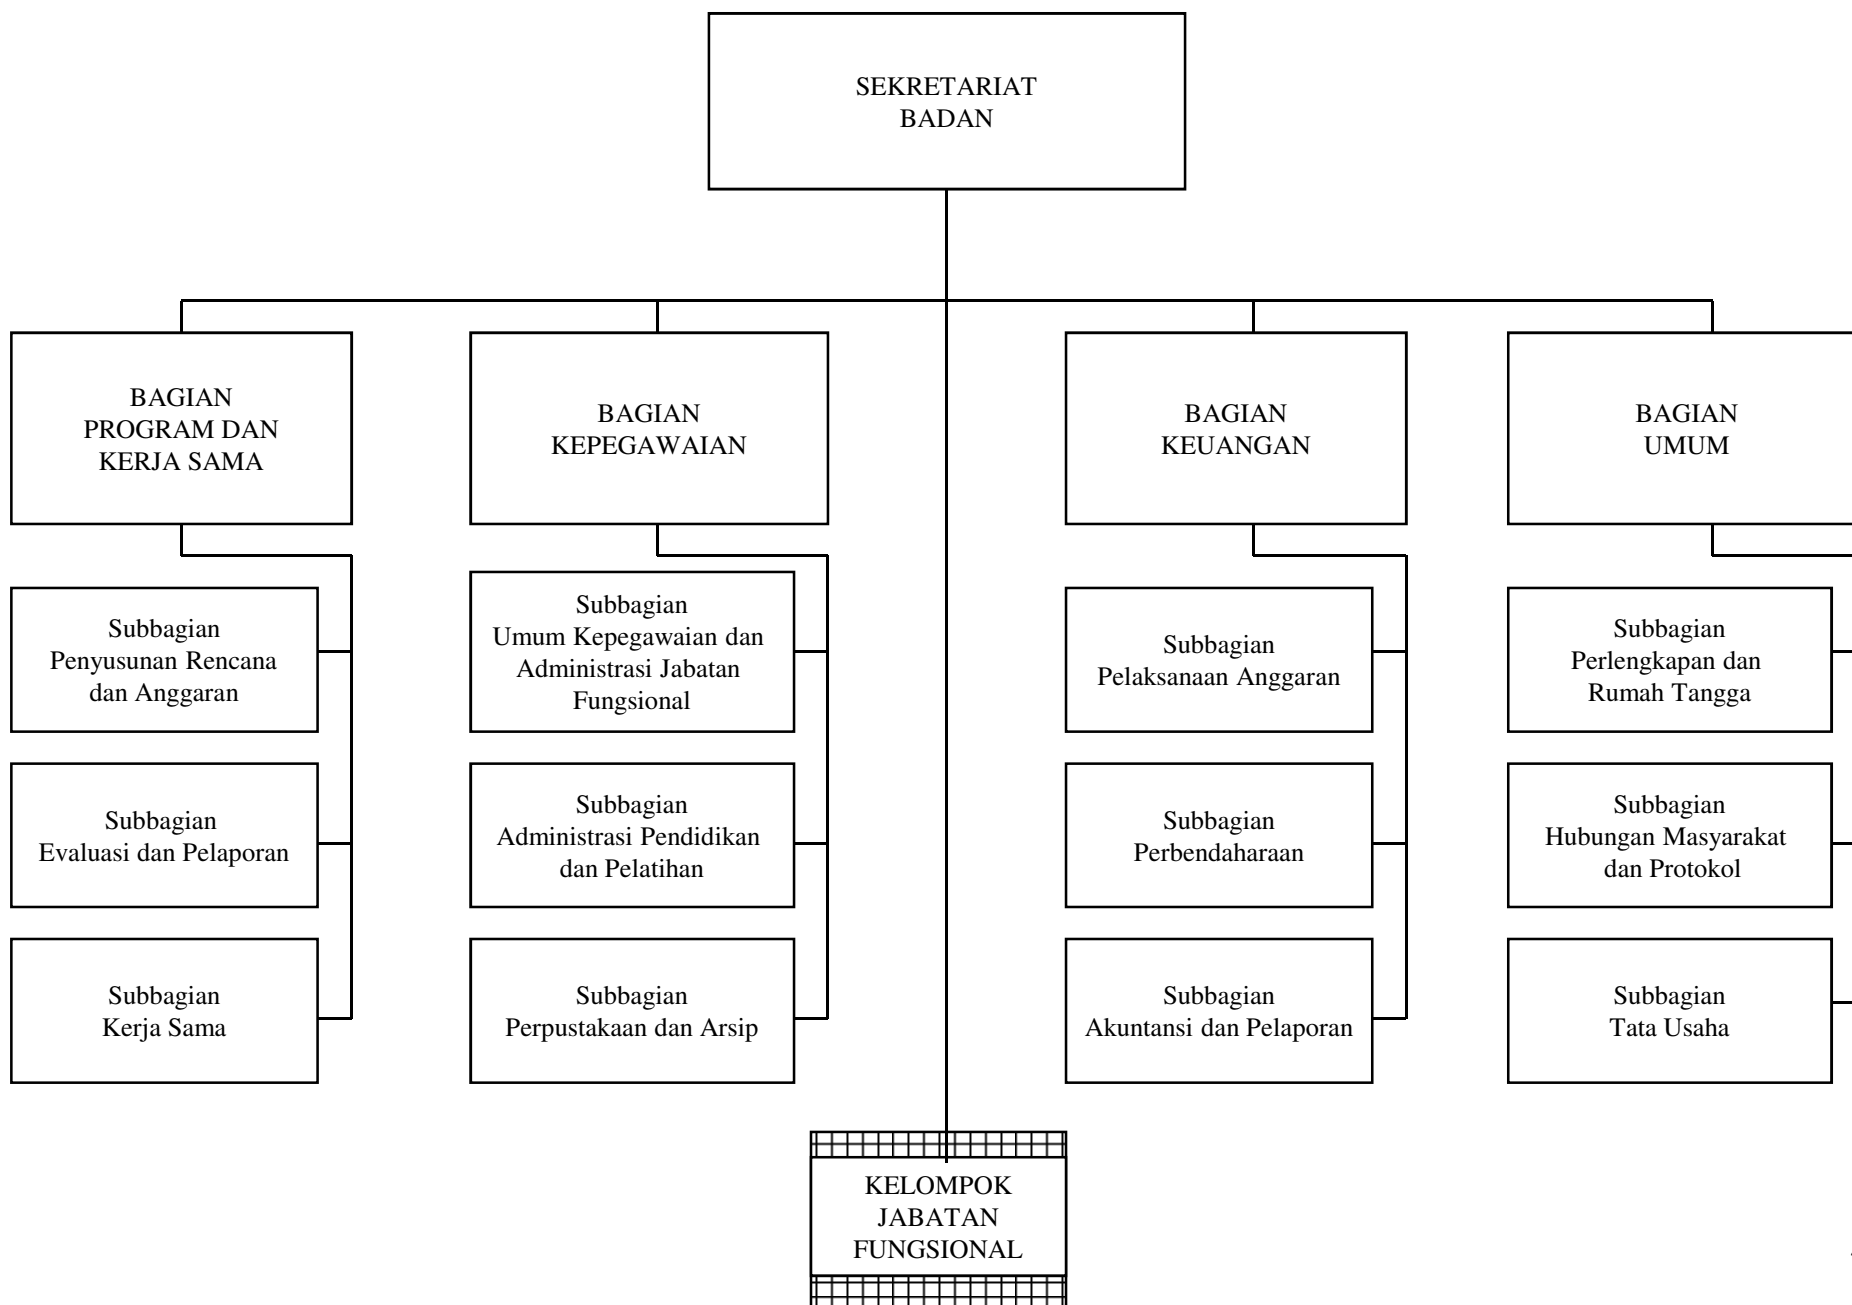 SEKRETARIAT
BADAN
BAGIAN
PROGRAM DAN
KERJA SAMA
BAGIAN
KEPEGAWAIAN
BAGIAN
KEUANGAN
BAGIAN
UMUM
Subbagian
Penyusunan Rencana
dan Anggaran
Subbagian
Umum Kepegawaian dan
Administrasi Jabatan
Fungsional
Subbagian
Pelaksanaan Anggaran
Subbagian
Perlengkapan dan
Rumah Tangga
Subbagian
Evaluasi dan Pelaporan
Subbagian
Administrasi Pendidikan
dan Pelatihan
Subbagian
Perbendaharaan
Subbagian
Hubungan Masyarakat
dan Protokol
Subbagian
Kerja Sama
Subbagian
Perpustakaan dan Arsip
Subbagian
Akuntansi dan Pelaporan
Subbagian
Tata Usaha
KELOMPOK
JABATAN
FUNGSIONAL